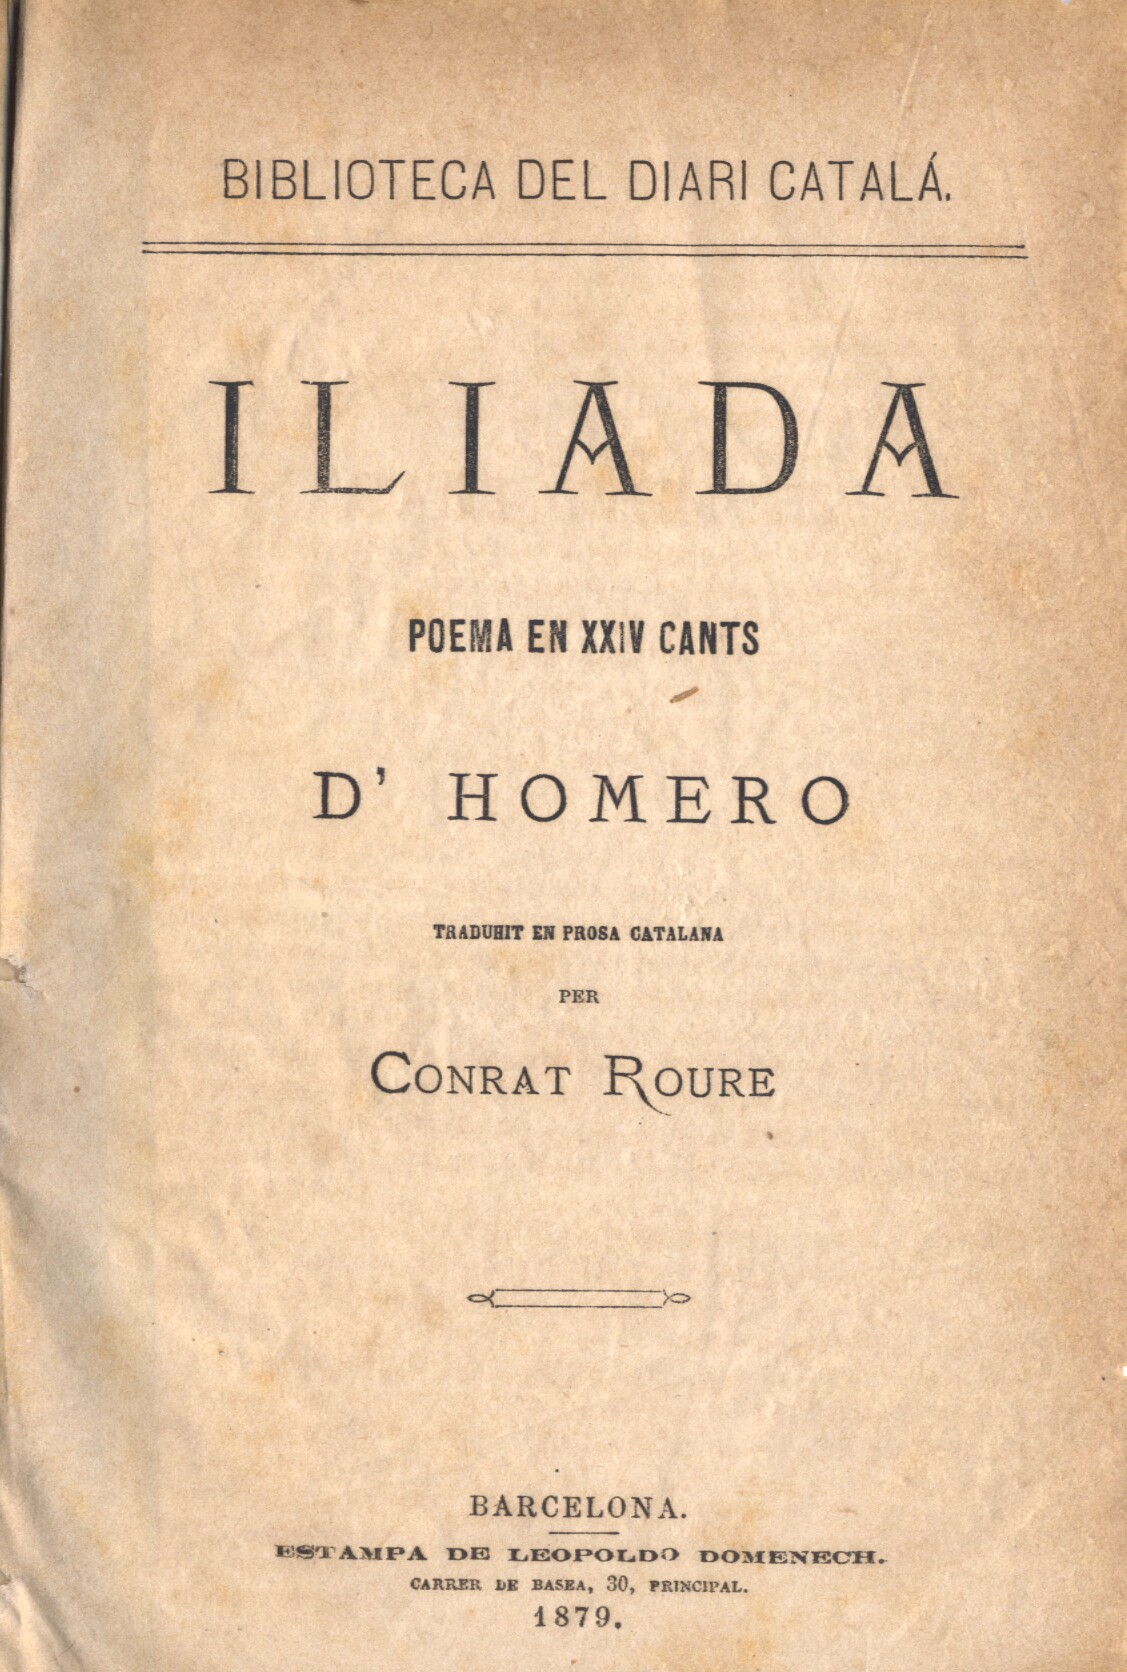 BIBLIOTECA DEL DIARI CATALÁ.
ILIADA
POEMA EN XXIV CANTS
D' HOMERO
TRADUHIT EN PROSA CATALANA
PER
CONRAT ROURE
BARCELONA.
ESTAMPA DE LEOPOLDO DOMENECH.
CARRER DE BASEA, 30, PRINCIPAL.
1879.